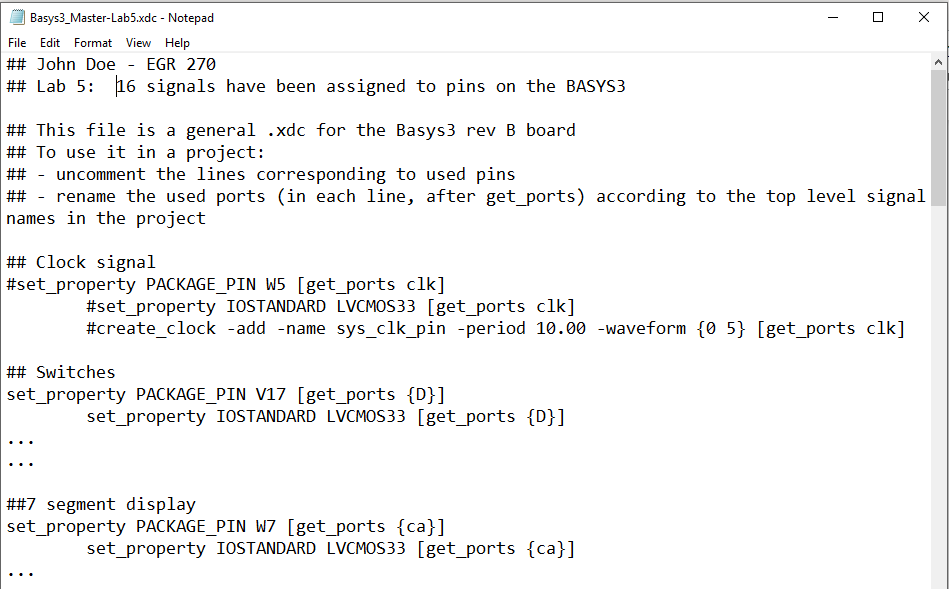 Basys3_Master-Lab5.xdc - Notepad
File Edit Format View Help
## John Doe - EGR 270
## Lab 5:  16 signals have been assigned to pins on the BASYS3
## This file is a general .xdc for the Basys3 rev B board
## To use it in a project:
## - uncomment the lines corresponding to used pins
## - rename the used ports (in each line, after get_ports) according to the top level signal
names in the project
## Clock signal
#set_property PACKAGE_PIN W5 [get_ports clk]
        #set_property IOSTANDARD LVCMOS33 [get_ports clk]
        #create_clock -add -name sys_clk_pin -period 10.00 -waveform {0 5} [get_ports clk]
## Switches
set_property PACKAGE_PIN V17 [get_ports {D}]
        set_property IOSTANDARD LVCMOS33 [get_ports {D}]
...
...
##7 segment display
set_property PACKAGE_PIN W7 [get_ports {ca}]
        set_property IOSTANDARD LVCMOS33 [get_ports {ca}]
...